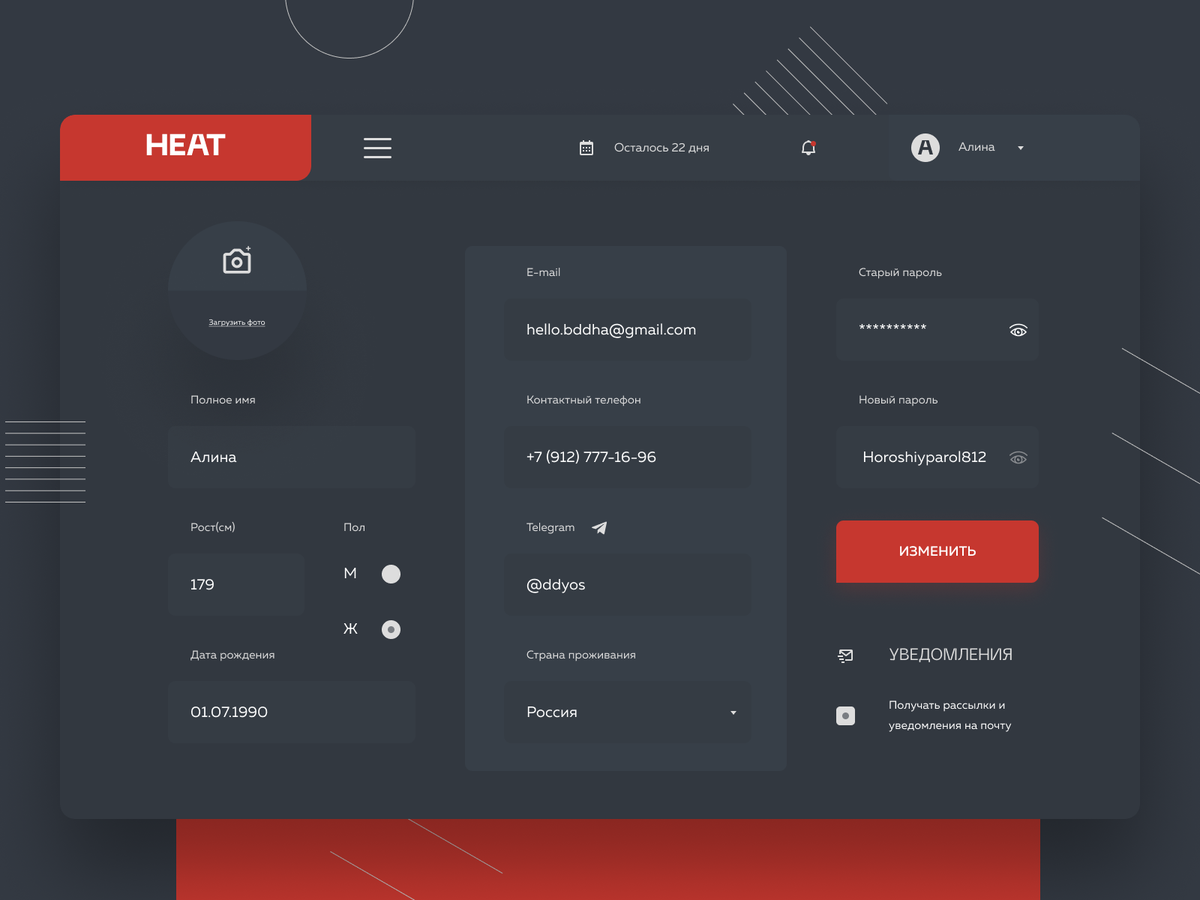 HEAT
Осталось 22 дня
A
Алина
Загрузить фото
Полное имя
Алина
Рост(см)
179
Пол
М
Ж
Дата рождения
01.07.1990
E-mail
hello.bddha@gmail.com
Контактный телефон
+7 (912) 777-16-96
Telegram
@ddyos
Страна проживания
Россия
Старый пароль
**********
Новый пароль
Horoshiyparol812
ИЗМЕНИТЬ
УВЕДОМЛЕНИЯ
Получать рассылки и
уведомления на почту